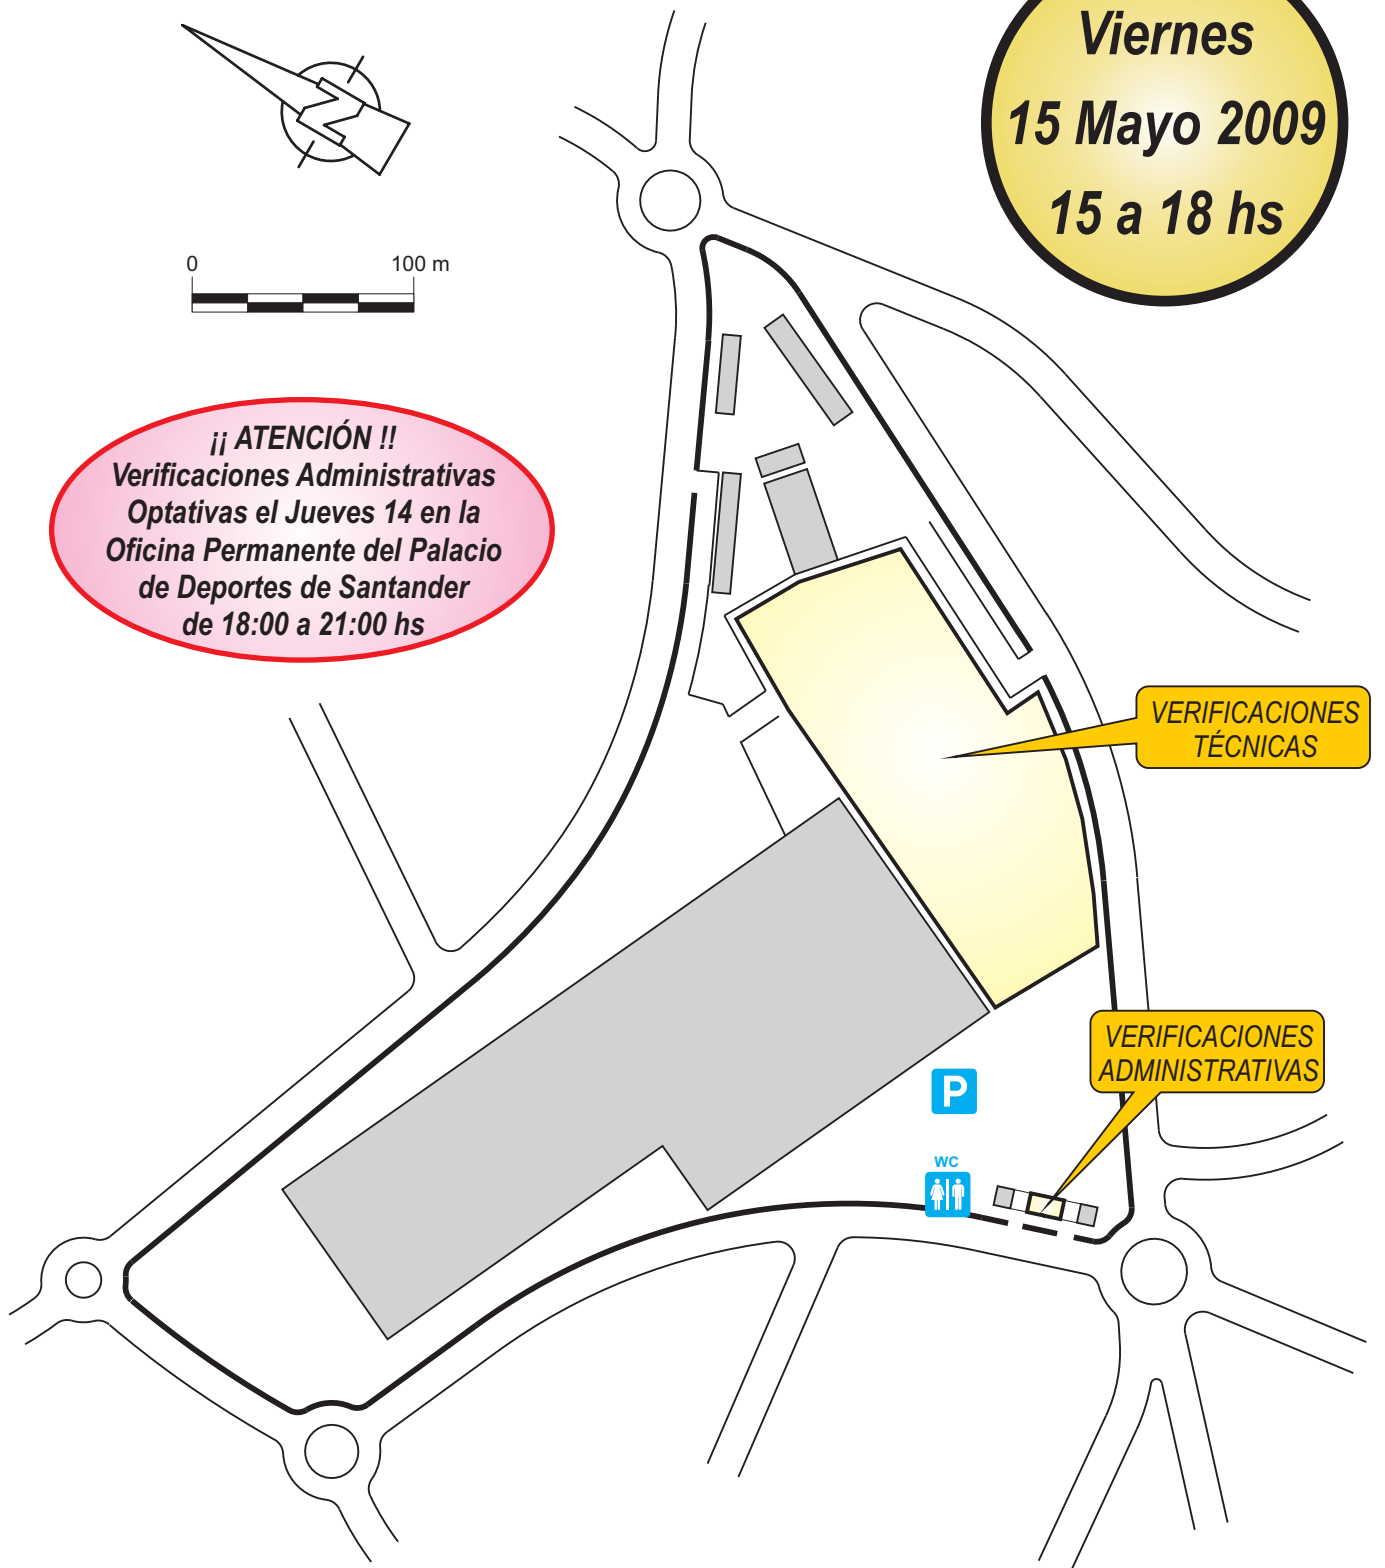 Viernes
15 Mayo 2009
15 a 18 hs
N
0 100 m
¡¡ ATENCIÓN !!
Verificaciones Administrativas
Optativas el Jueves 14 en la
Oficina Permanente del Palacio
de Deportes de Santander
de 18:00 a 21:00 hs
VERIFICACIONES
TÉCNICAS
VERIFICACIONES
ADMINISTRATIVAS
P
WC